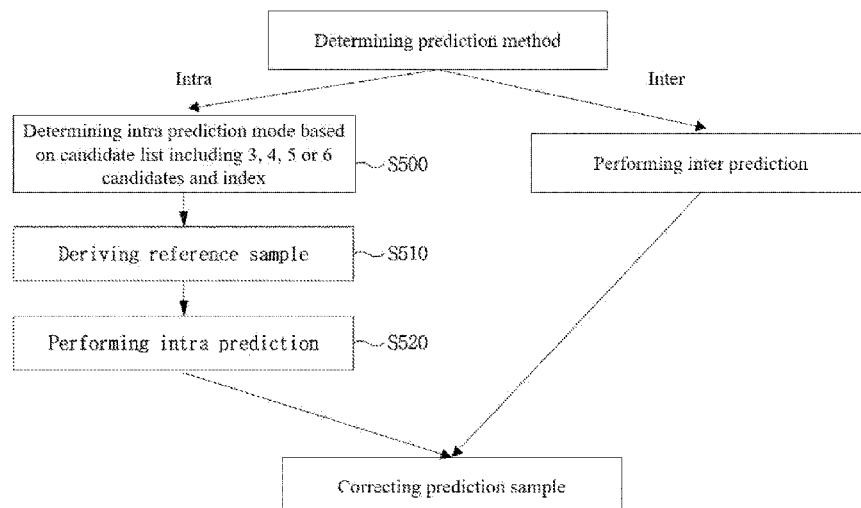 Determining prediction method
Intra
Inter
Determining intra prediction mode based
on candidate list including 3, 4, 5 or 6
candidates and index
S500
Performing inter prediction
Deriving reference sample
S510
Performing intra prediction
S520
Correcting prediction sample